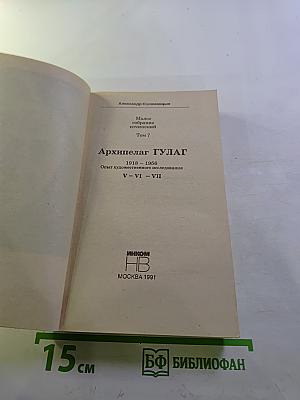 Александр Солженицын
Малое
собрание
сочинений
Том 7
Архипелаг ГУЛАГ
1918 – 1956
Опыт художественного исследования
V – VI – VII
ИНКОМ
НВ
МОСКВА 1991
15 см
БФ БИБЛИОФАН